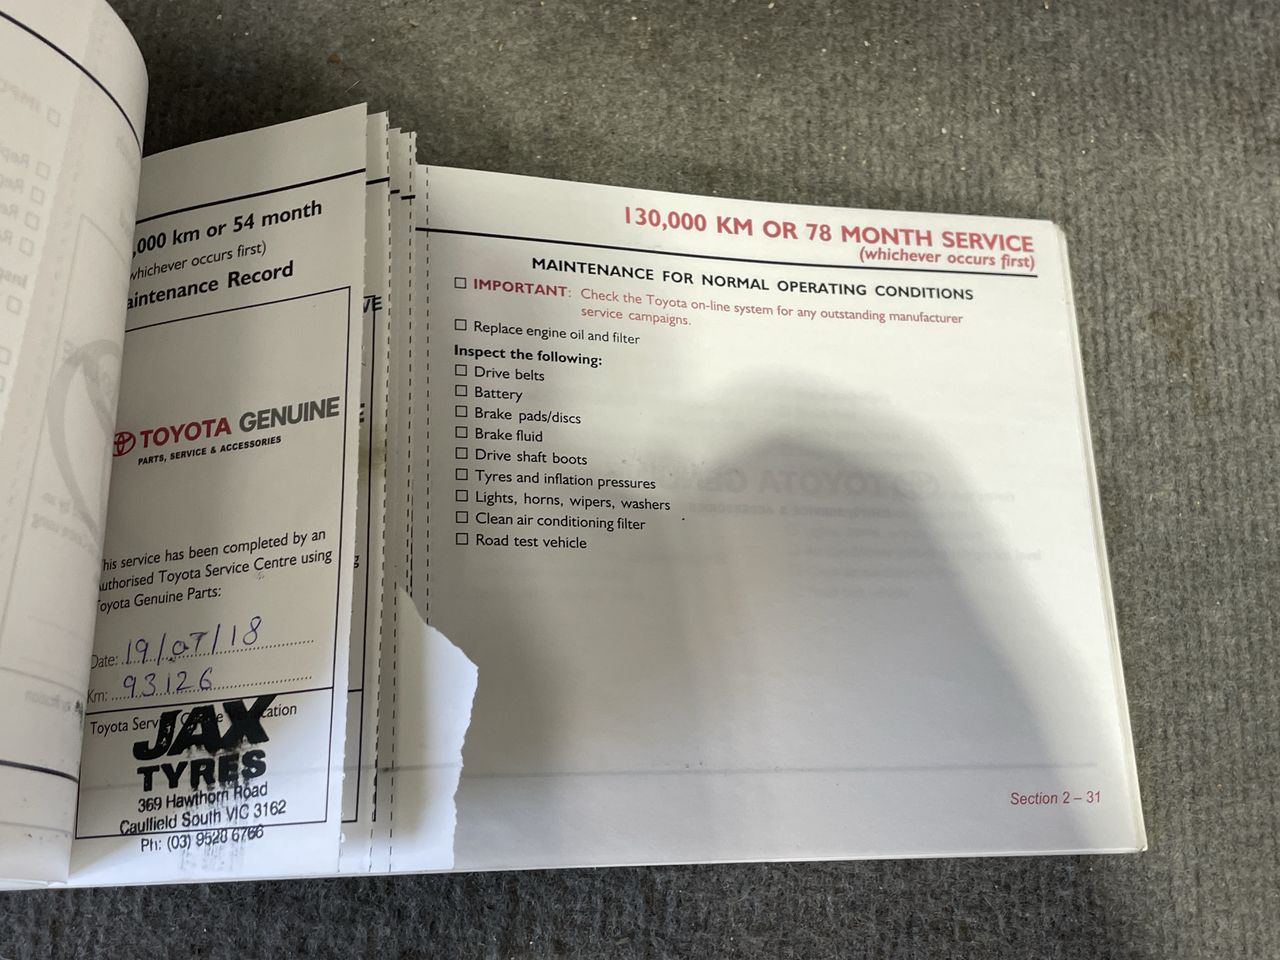 ,000 km or 54 month
whichever occurs first)
aintenance Record
TOYOTA GENUINE
PARTS, SERVICE & ACCESSORIES
his service has been completed by an
uthorised Toyota Service Centre using
Toyota Genuine Parts:
Date: 19/07/18
Km: 93126
Toyota Serv
JAX
TYRES
369 Hawthorn Road
Caulfield South VIC 3162
Ph: (03) 9528 6766
VE
E
g
130,000 KM OR 78 MONTH SERVICE
(whichever occurs first)
MAINTENANCE FOR NORMAL OPERATING CONDITIONS
IMPORTANT: Check the Toyota on-line system for any outstanding manufacturer
service campaigns.
Replace engine oil and filter
Inspect the following:
Drive belts
Battery
Brake pads/discs
Brake fluid
Drive shaft boots
Tyres and inflation pressures
Lights, horns, wipers, washers
Clean air conditioning filter
Road test vehicle
Section 2 – 31